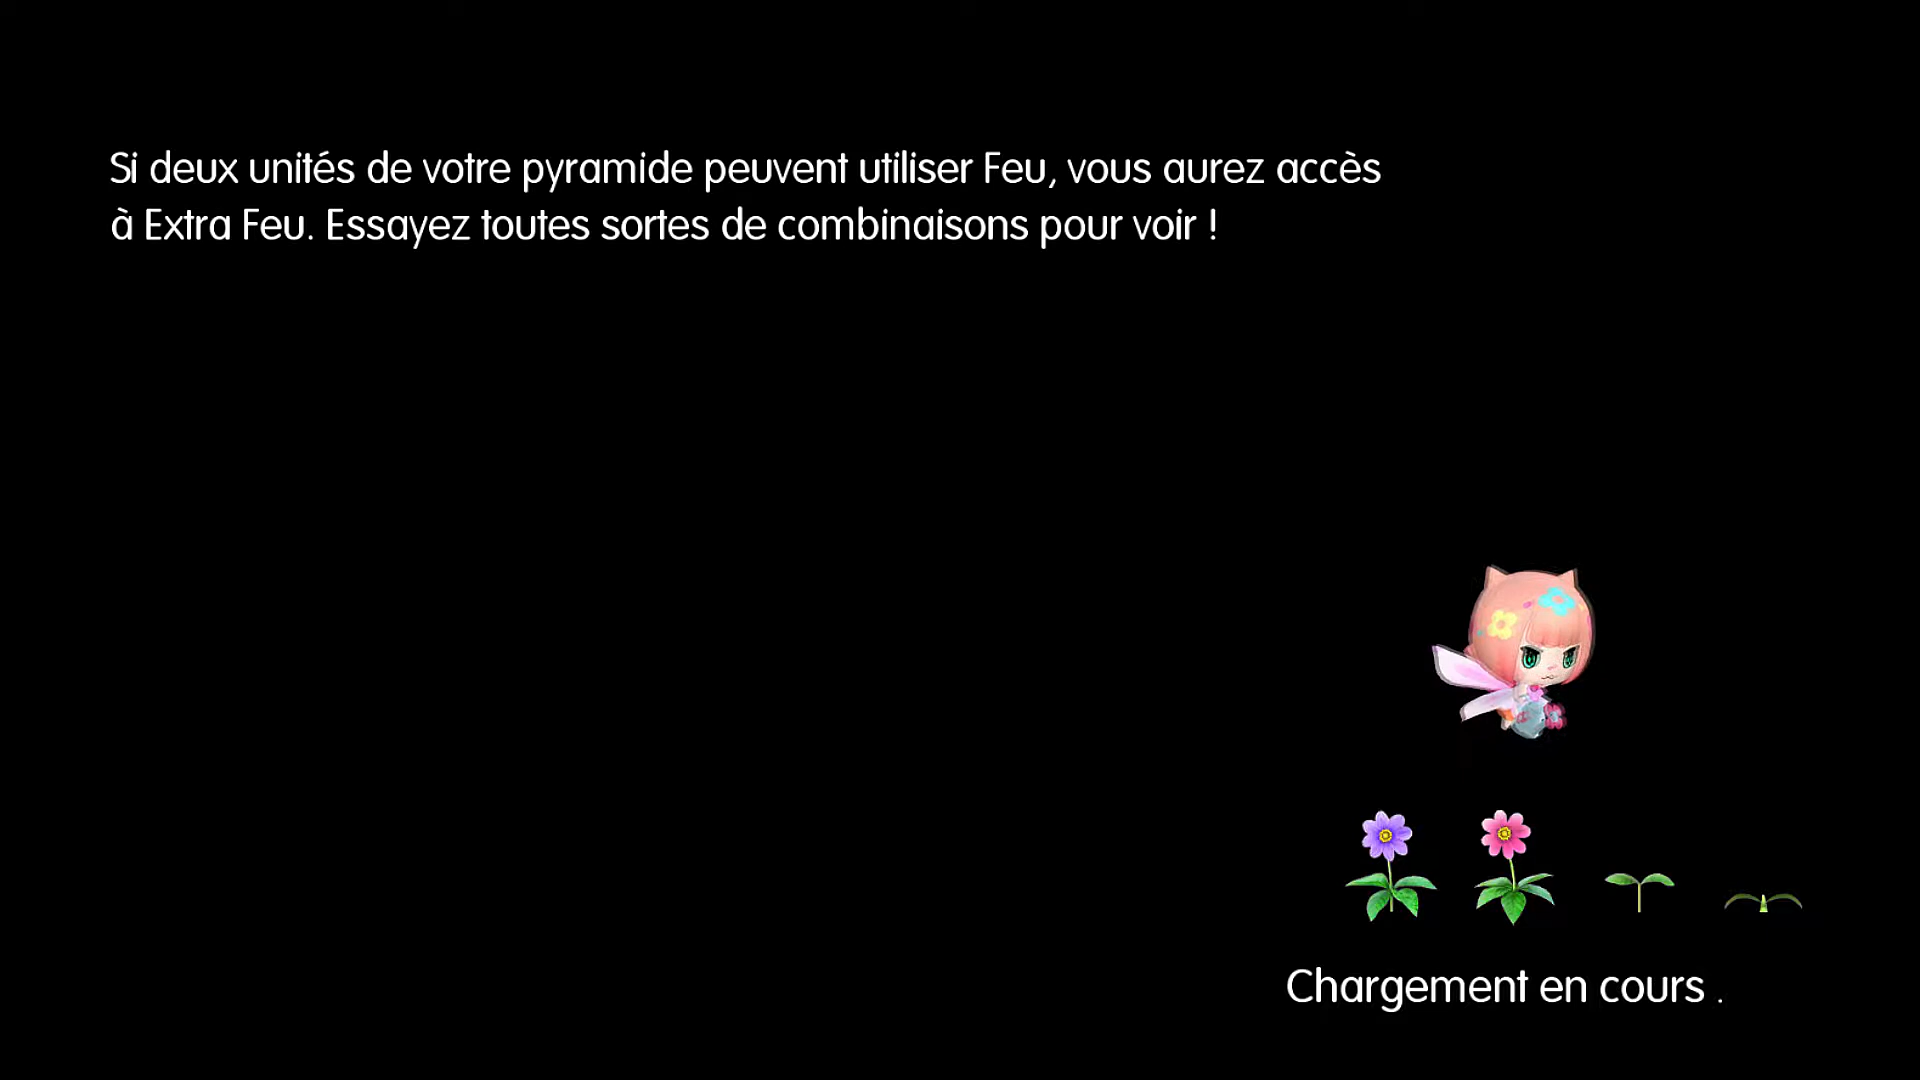 Si deux unités de votre pyramide peuvent utiliser Feu, vous aurez accès
à Extra Feu. Essayez toutes sortes de combinaisons pour voir !
Chargement en cours .